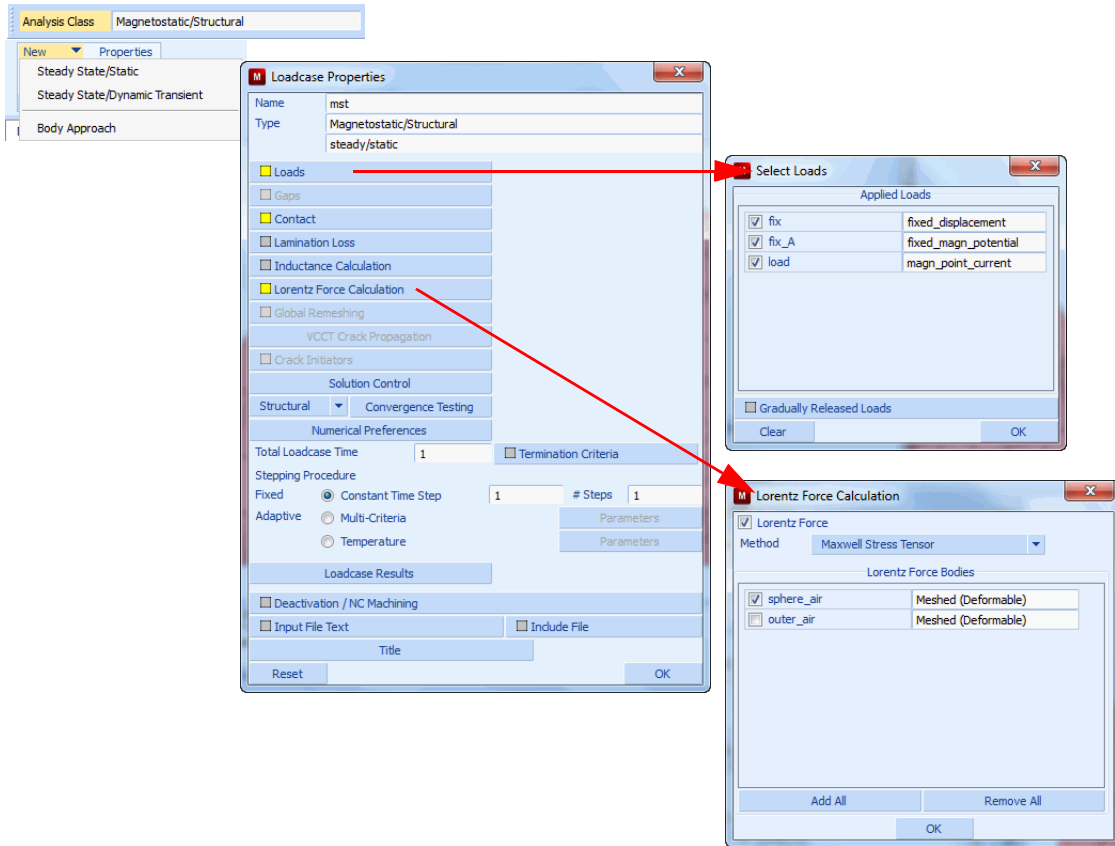 Analysis Class Magnetostatic/Structural
New Properties
Steady State/Static
Steady State/Dynamic Transient
Body Approach
M Loadcase Properties
Name mst
Type Magnetostatic/Structural
steady/static
Loads
Gaps
Contact
Lamination Loss
Inductance Calculation
Lorentz Force Calculation
Global Remeshing
VCCT Crack Propagation
Crack Initiators
Solution Control
Structural Convergence Testing
Numerical Preferences
Total Loadcase Time 1 Termination Criteria
Stepping Procedure
Fixed Constant Time Step 1 # Steps 1
Adaptive Multi-Criteria Parameters
Temperature Parameters
Loadcase Results
Deactivation / NC Machining
Input File Text Include File
Title
Reset OK
Select Loads
Applied Loads
fix fixed_displacement
fix_A fixed_magn_potential
load magn_point_current
Gradually Released Loads
Clear OK
M Lorentz Force Calculation
Lorentz Force
Method Maxwell Stress Tensor
Lorentz Force Bodies
sphere_air Meshed (Deformable)
outer_air Meshed (Deformable)
Add All Remove All
OK